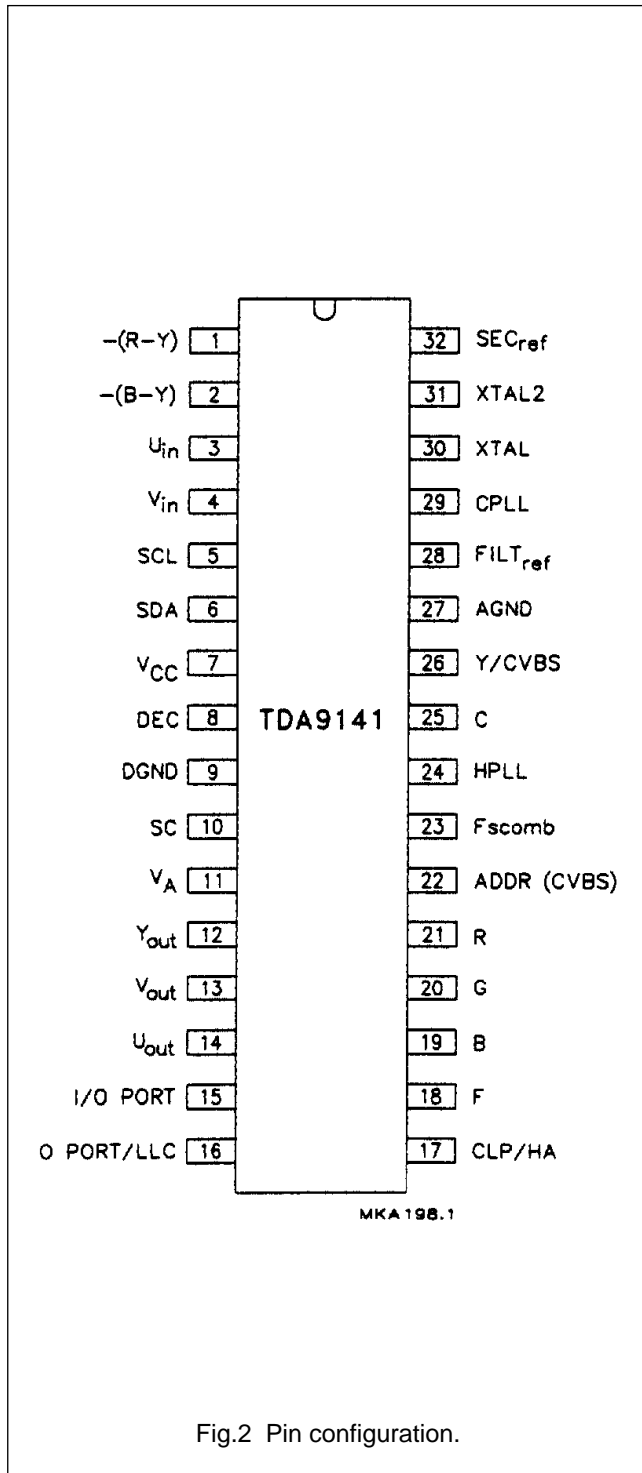 -(R-Y) 1 32 SECref
-(B-Y) 2 31 XTAL2
Uin 3 30 XTAL
Vin 4 29 CPLL
SCL 5 28 FILTref
SDA 6 27 AGND
VCC 7 26 Y/CVBS
DEC 8 TDA9141 25 C
DGND 9 24 HPLL
SC 10 23 Fscomb
VA 11 22 ADDR (CVBS)
Yout 12 21 R
Vout 13 20 G
Uout 14 19 B
I/O PORT 15 18 F
O PORT/LLC 16 17 CLP/HA
MKA198.1
Fig.2 Pin configuration.